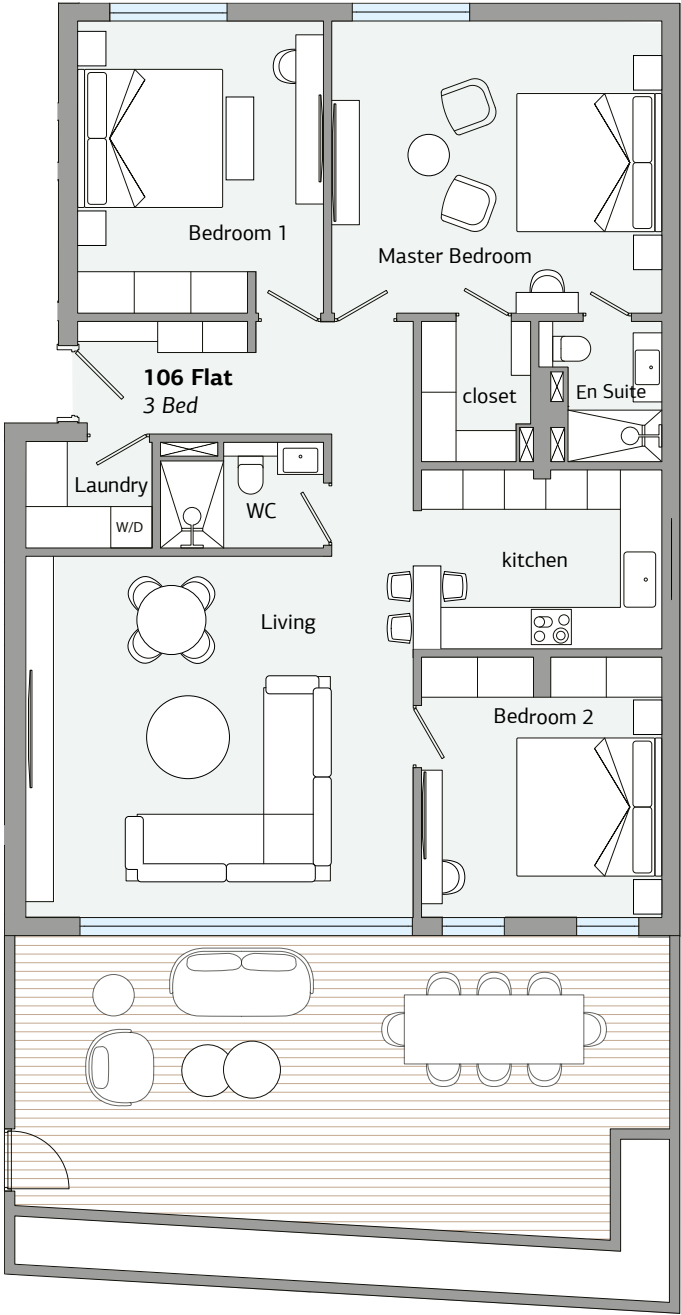 Bedroom 1
Master Bedroom
106 Flat
3 Bed
closet
En Suite
Laundry
W/D
WC
kitchen
Living
Bedroom 2